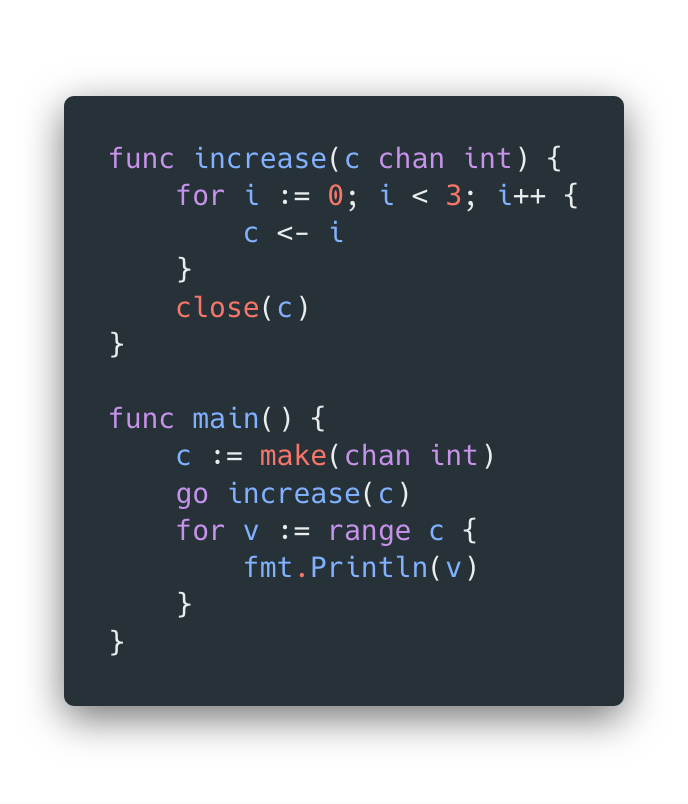 func increase(c chan int) {
    for i := 0; i < 3; i++ {
        c <- i
    }
    close(c)
}

func main() {
    c := make(chan int)
    go increase(c)
    for v := range c {
        fmt.Println(v)
    }
}